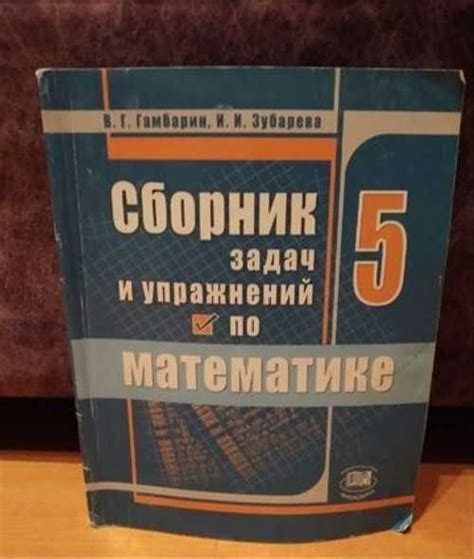 В. Г. Гамбарин, И. И. Зубарева
Сборник
задач
и упражнений
по
математике
5